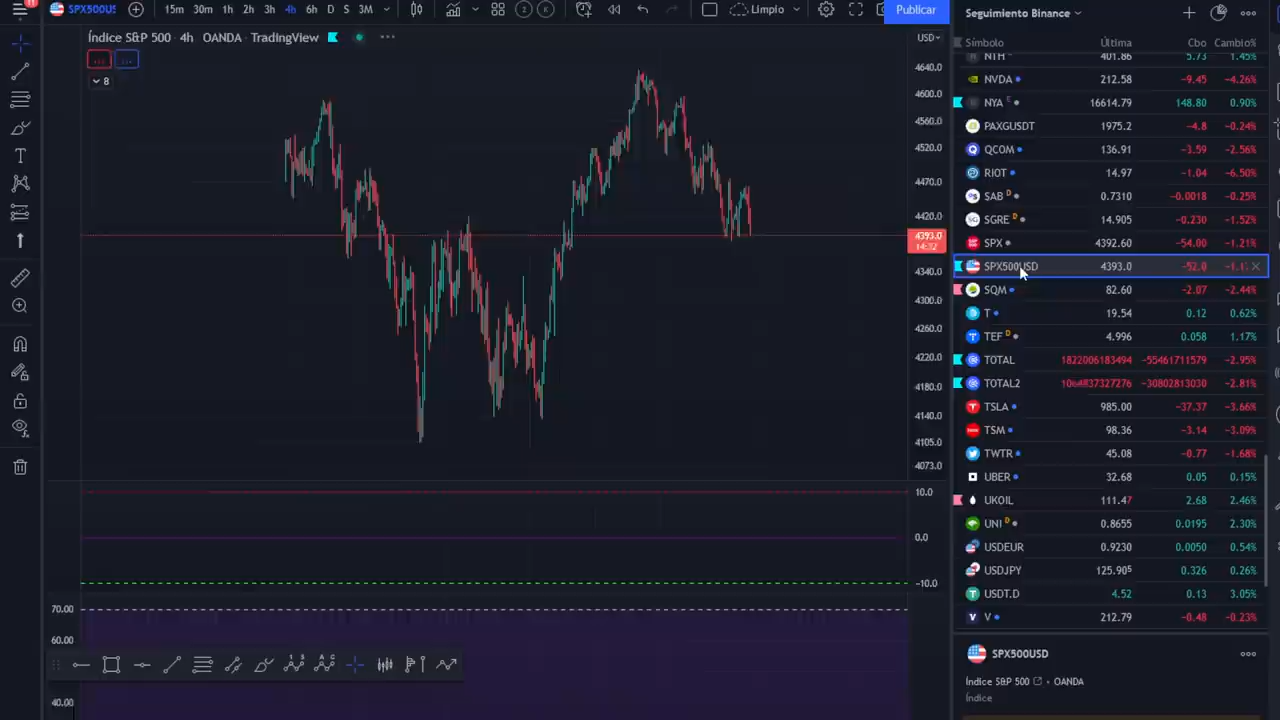 SPX500US 15m 30m 1h 2h 3h 4h 6h D S 3M Limpio Publicar
Índice S&P 500 · 4h OANDA · TradingView
8
USD
4640.0
4600.0
4560.0
4520.0
4470.0
4420.0
4393.0
14:32
4340.0
4300.0
4260.0
4220.0
4180.0
4140.0
4105.0
4073.0
10.0
0.0
-10.0
70.00
60.00
40.00
Seguimiento Binance
Símbolo Última Cbo Cambio%
NTH 401.86 5.73 1.45%
NVDA 212.58 -9.45 -4.26%
NYA E 16614.79 148.80 0.90%
PAXGUSDT 1975.2 -4.8 -0.24%
QCOM 136.91 -3.59 -2.56%
RIOT 14.97 -1.04 -6.50%
SAB D 0.7310 -0.0018 -0.25%
SGRE D 14.905 -0.230 -1.52%
SPX 4392.60 -54.00 -1.21%
SPX500USD 4393.0 -52.0
SQM 82.60 -2.07 -2.44%
T 19.54 0.12 0.62%
TEF D 4.996 0.058 1.17%
TOTAL 1822006183494 -55461711579 -2.95%
TOTAL2 -30802813030 -2.81%
TSLA 985.00 -37.37 -3.66%
TSM 98.36 -3.14 -3.09%
TWTR 45.08 -0.77 -1.68%
UBER 32.68 0.05 0.15%
UKOIL 111.47 2.68 2.46%
UNI D 0.8655 0.0195 2.30%
USDEUR 0.9230 0.0050 0.54%
USDJPY 125.905 0.326 0.26%
USDT.D 4.52 0.13 3.05%
V 212.79 -0.48 -0.23%
SPX500USD
Índice S&P 500 • OANDA
Índice